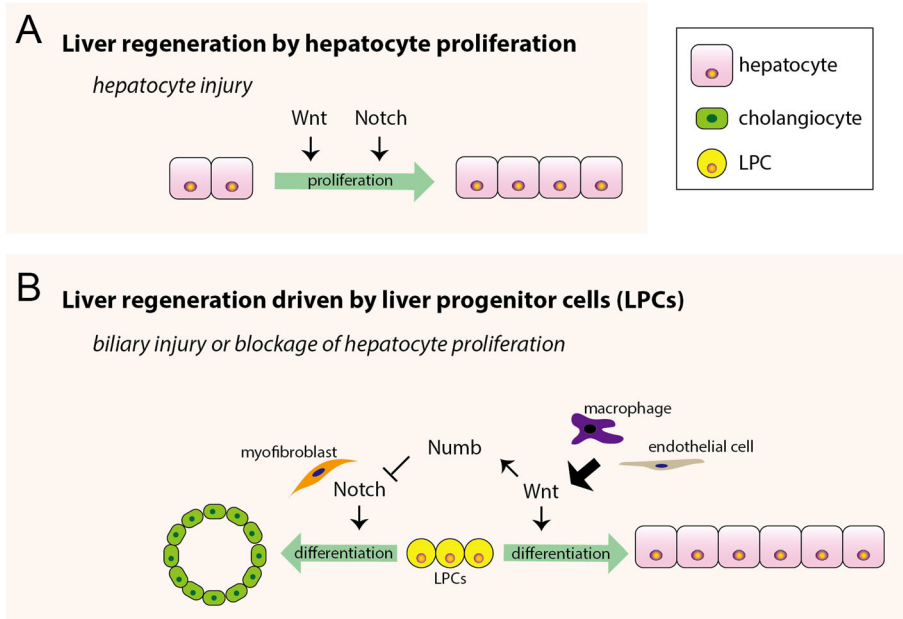 A
Liver regeneration by hepatocyte proliferation
hepatocyte injury
Wnt Notch
proliferation
hepatocyte
cholangiocyte
LPC
B
Liver regeneration driven by liver progenitor cells (LPCs)
biliary injury or blockage of hepatocyte proliferation
macrophage
endothelial cell
myofibroblast
Numb
Notch
Wnt
differentiation
differentiation
LPCs